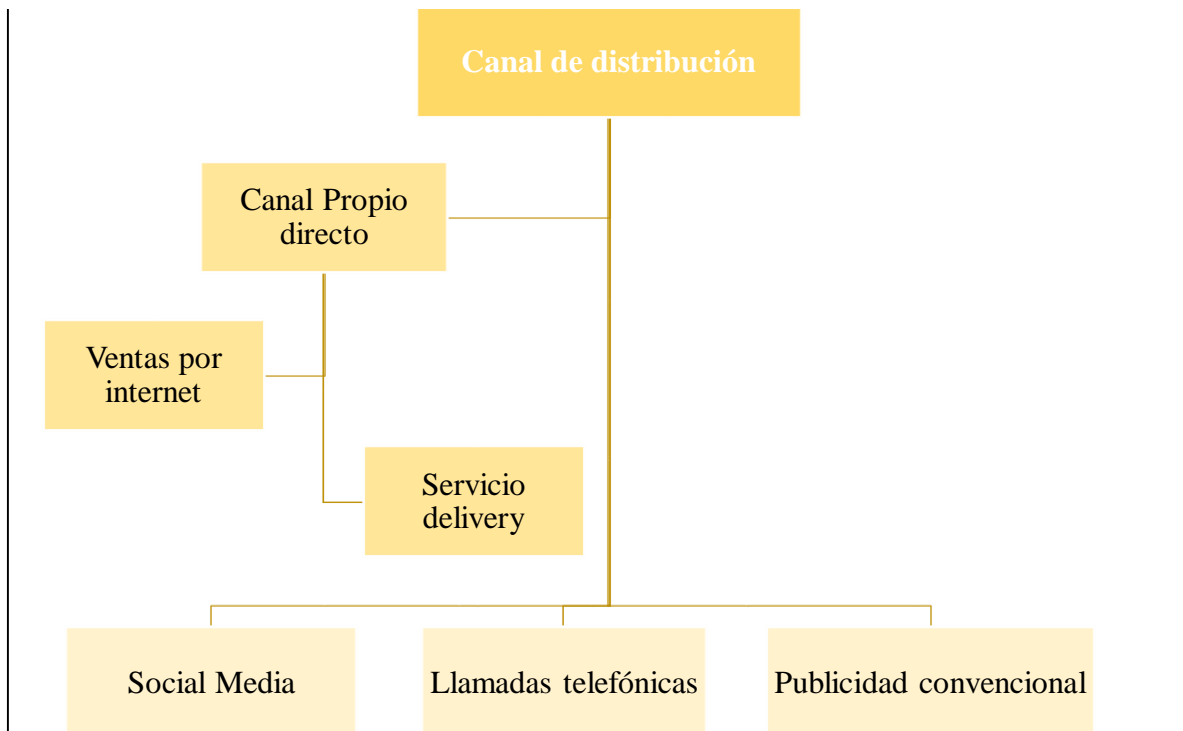 Canal de distribución
Canal Propio
directo
Ventas por
internet
Servicio
delivery
Social Media
Llamadas telefónicas
Publicidad convencional